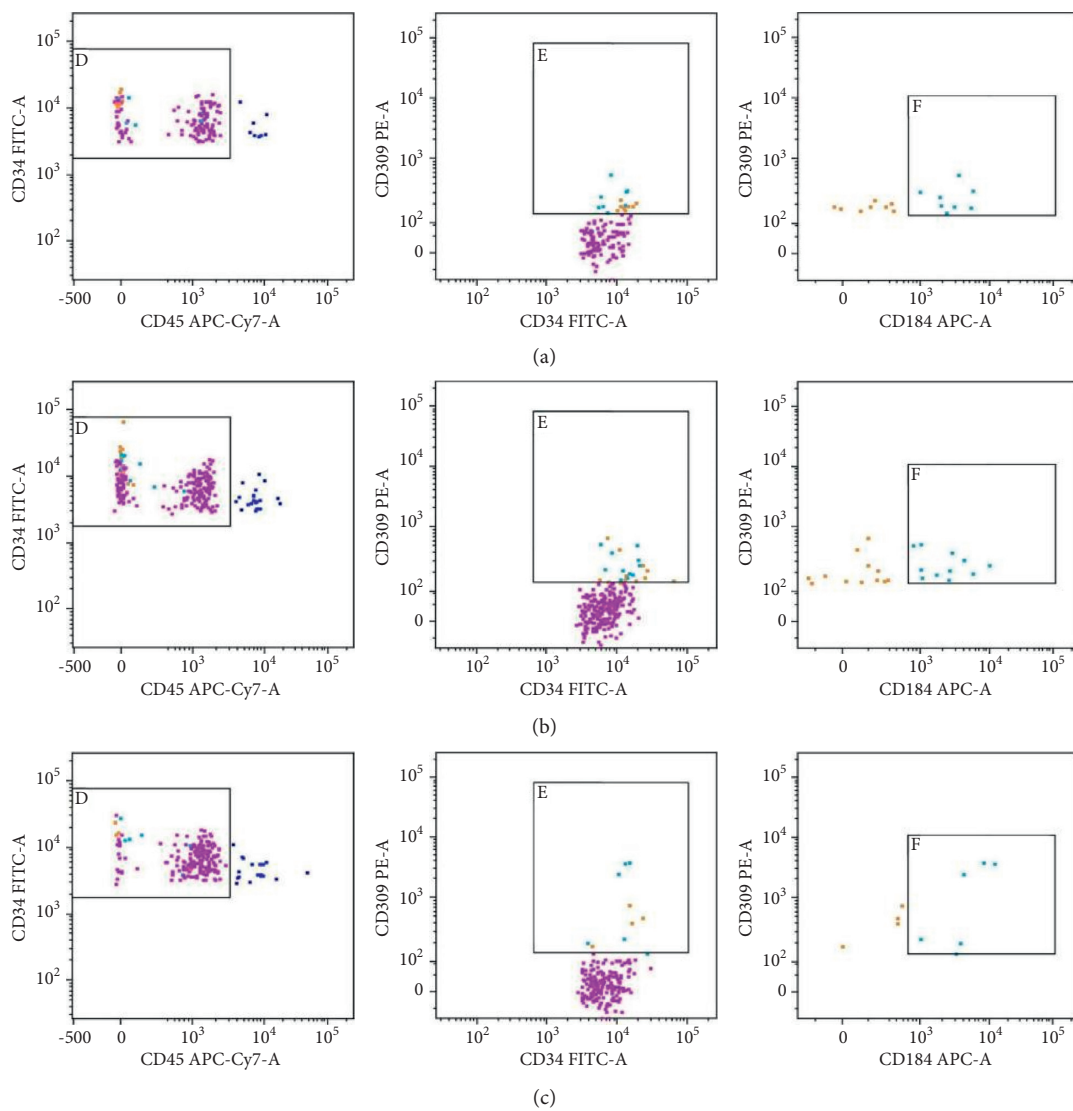 10⁵
10⁴
10³
10²
CD34 FITC-A
D
-500 0 10³ 10⁴ 10⁵
CD45 APC-Cy7-A
10⁵
10⁴
10³
10²
0
CD309 PE-A
E
10² 10³ 10⁴ 10⁵
CD34 FITC-A
10⁵
10⁴
10³
10²
0
CD309 PE-A
F
0 10³ 10⁴ 10⁵
CD184 APC-A
(a)
10⁵
10⁴
10³
10²
CD34 FITC-A
D
-500 0 10³ 10⁴ 10⁵
CD45 APC-Cy7-A
10⁵
10⁴
10³
10²
0
CD309 PE-A
E
10² 10³ 10⁴ 10⁵
CD34 FITC-A
10⁵
10⁴
10³
10²
0
CD309 PE-A
F
0 10³ 10⁴ 10⁵
CD184 APC-A
(b)
10⁵
10⁴
10³
10²
CD34 FITC-A
D
-500 0 10³ 10⁴ 10⁵
CD45 APC-Cy7-A
10⁵
10⁴
10³
10²
0
CD309 PE-A
E
10² 10³ 10⁴ 10⁵
CD34 FITC-A
10⁵
10⁴
10³
10²
0
CD309 PE-A
F
0 10³ 10⁴ 10⁵
CD184 APC-A
(c)